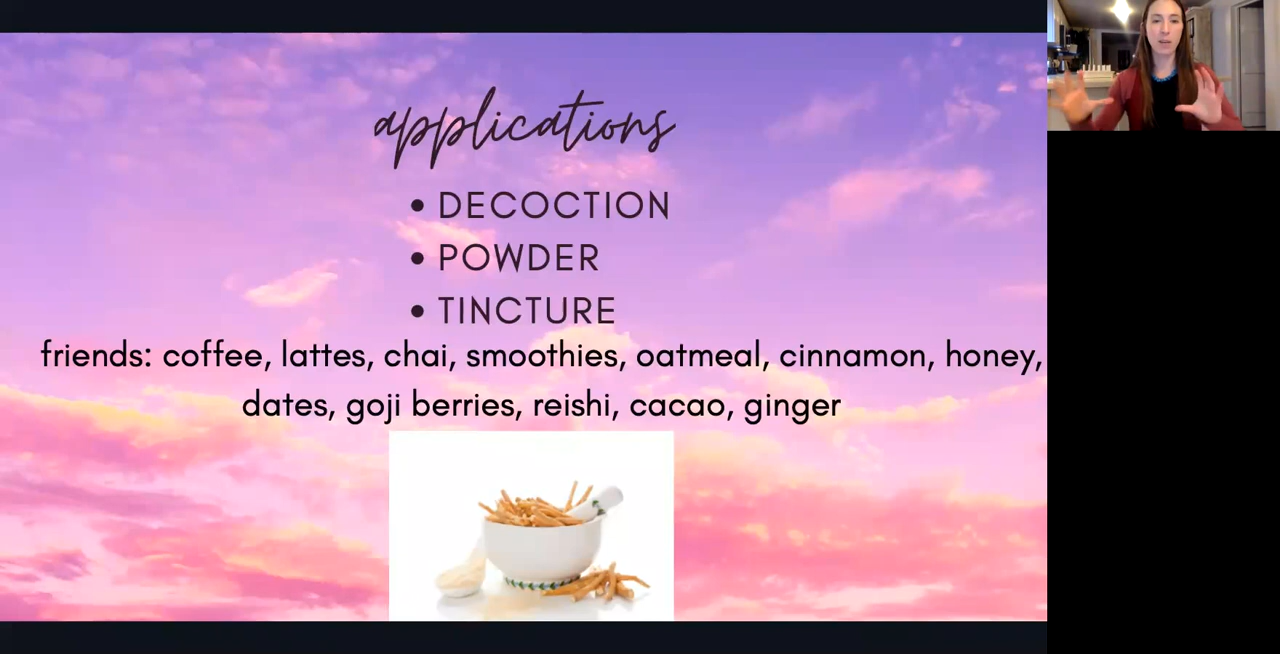 applications
• DECOCTION
• POWDER
• TINCTURE
friends: coffee, lattes, chai, smoothies, oatmeal, cinnamon, honey,
dates, goji berries, reishi, cacao, ginger